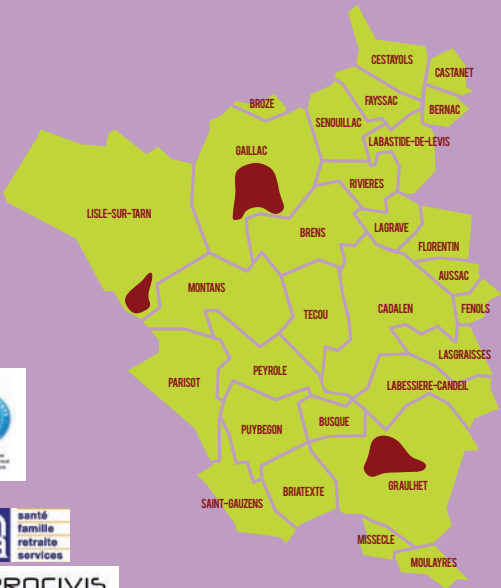 CESTAYOLS
CASTANET
FAYSSAC
BROZE
BERNAC
SENOUILLAC
LABASTIDE-DE-LEVIS
GAILLAC
RIVIERES
LISLE-SUR-TARN
LAGRAVE
BRENS
FLORENTIN
AUSSAC
MONTANS
CADALEN
FENOLS
TECOU
LASGRAISSES
PEYROLE
PARISOT
LABESSIERE-CANDEIL
BUSQUE
PUYBEGON
GRAULHET
BRIATEXTE
SAINT-GAUZENS
santé
famille
retraite
services
MISSECLE
MOULAYRES
PROCIVIS